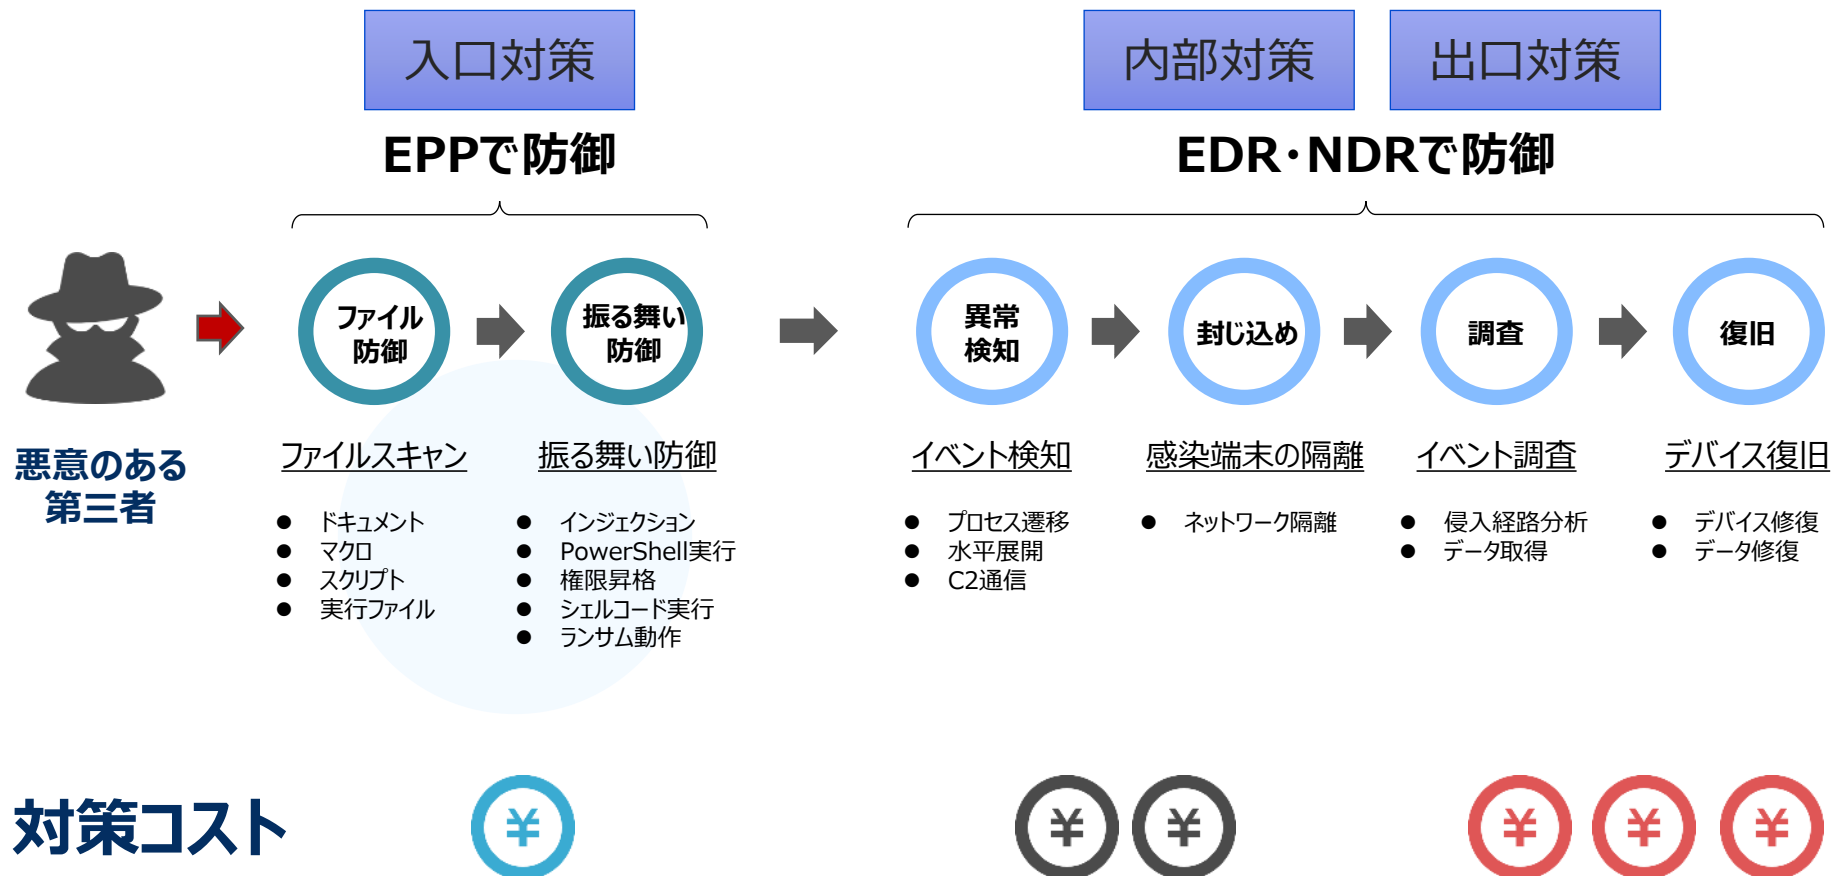 入口対策
内部対策
出口対策
EPPで防御
EDR・NDRで防御
ファイル
防御
振る舞い
防御
異常
検知
封じ込め
調査
復旧
悪意のある
第三者
ファイルスキャン
● ドキュメント
● マクロ
● スクリプト
● 実行ファイル
振る舞い防御
● インジェクション
● PowerShell実行
● 権限昇格
● シェルコード実行
● ランサム動作
イベント検知
● プロセス遷移
● 水平展開
● C2通信
感染端末の隔離
● ネットワーク隔離
イベント調査
● 侵入経路分析
● データ取得
デバイス復旧
● デバイス修復
● データ修復
対策コスト
¥
¥ ¥
¥ ¥ ¥